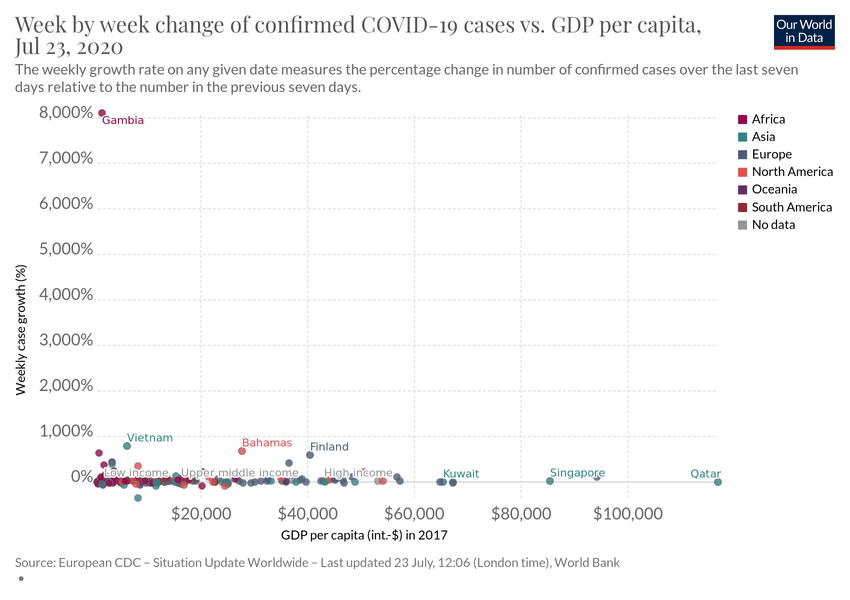 Week by week change of confirmed COVID-19 cases vs. GDP per capita,
Jul 23, 2020
Our World
in Data
The weekly growth rate on any given date measures the percentage change in number of confirmed cases over the last seven
days relative to the number in the previous seven days.
8,000%
7,000%
6,000%
5,000%
4,000%
3,000%
2,000%
1,000%
0%
Weekly case growth (%)
Gambia
Vietnam
Bahamas
Finland
Low income
Upper middle income
High income
Kuwait
Singapore
Qatar
$20,000
$40,000
$60,000
$80,000
$100,000
GDP per capita (int.-$) in 2017
Africa
Asia
Europe
North America
Oceania
South America
No data
Source: European CDC – Situation Update Worldwide – Last updated 23 July, 12:06 (London time), World Bank